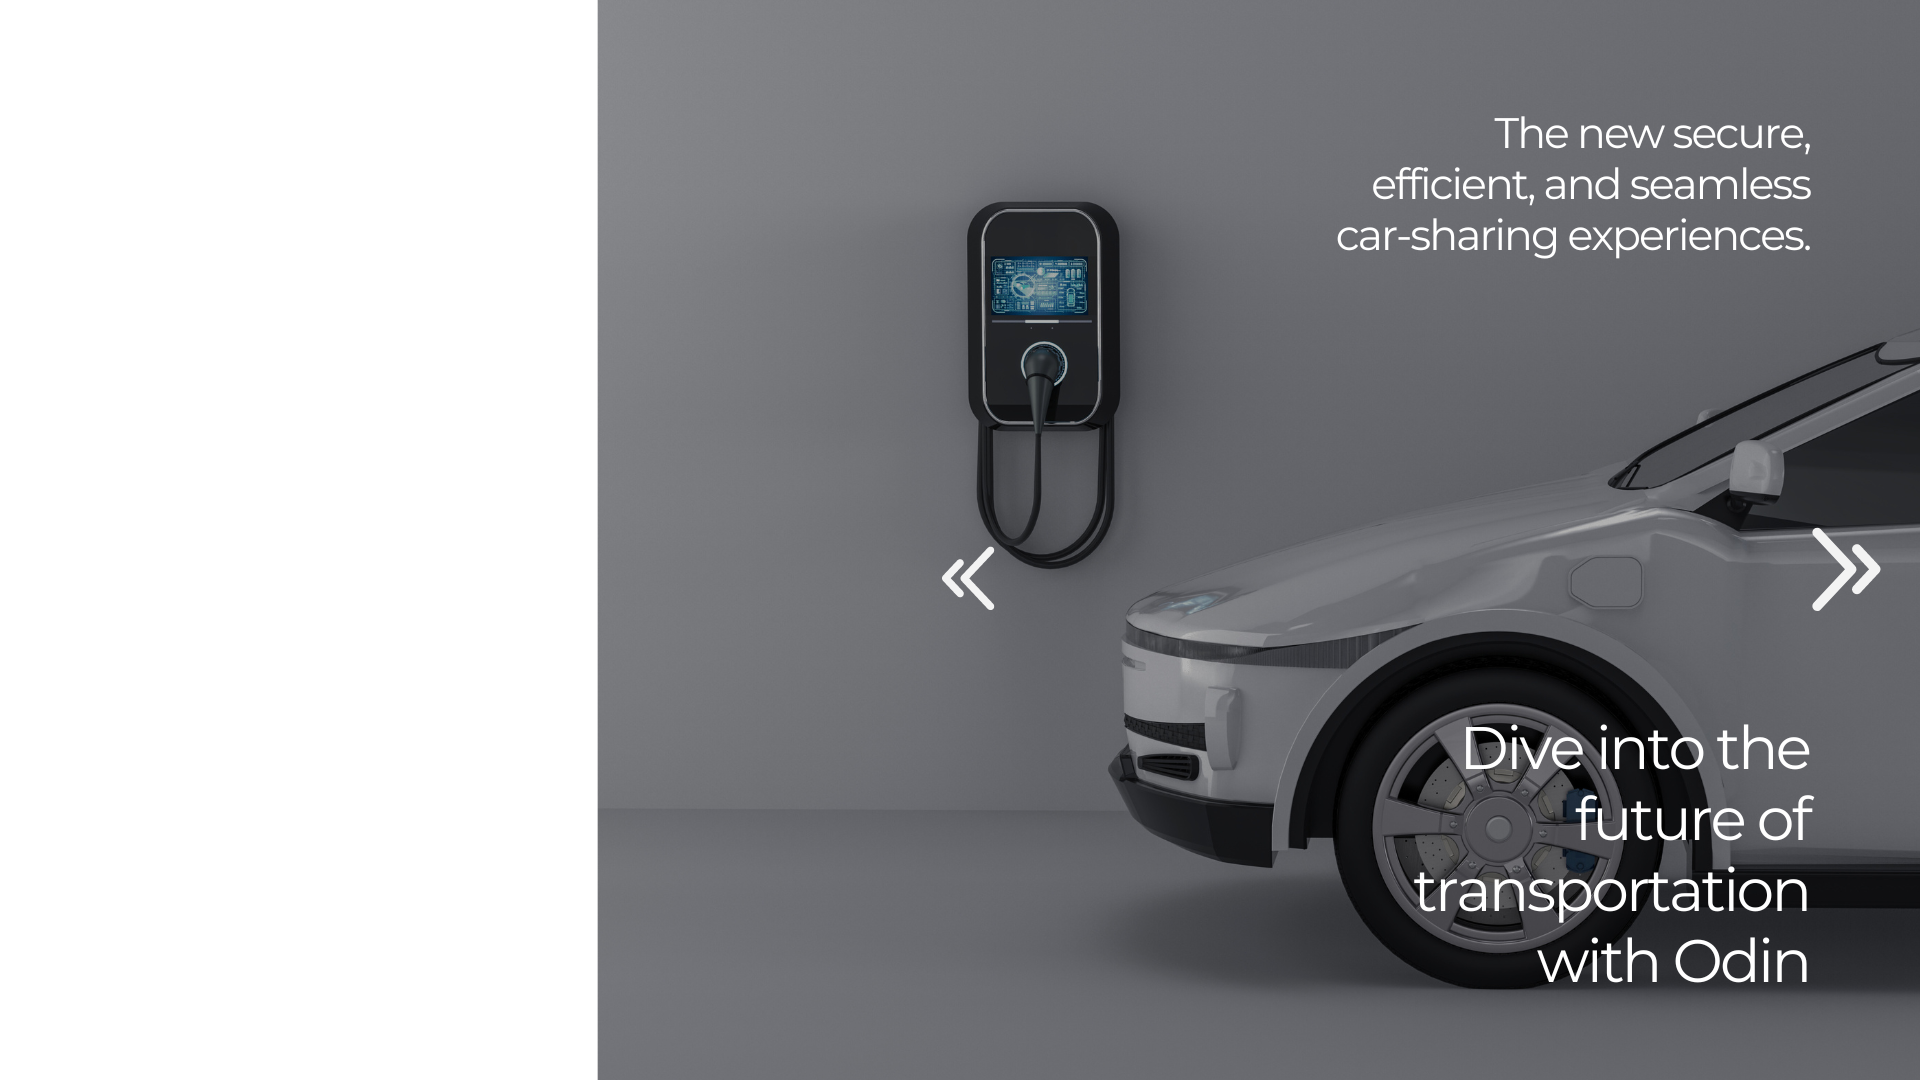 The new secure,
efficient, and seamless
car-sharing experiences.
Dive into the
future of
transportation
with Odin